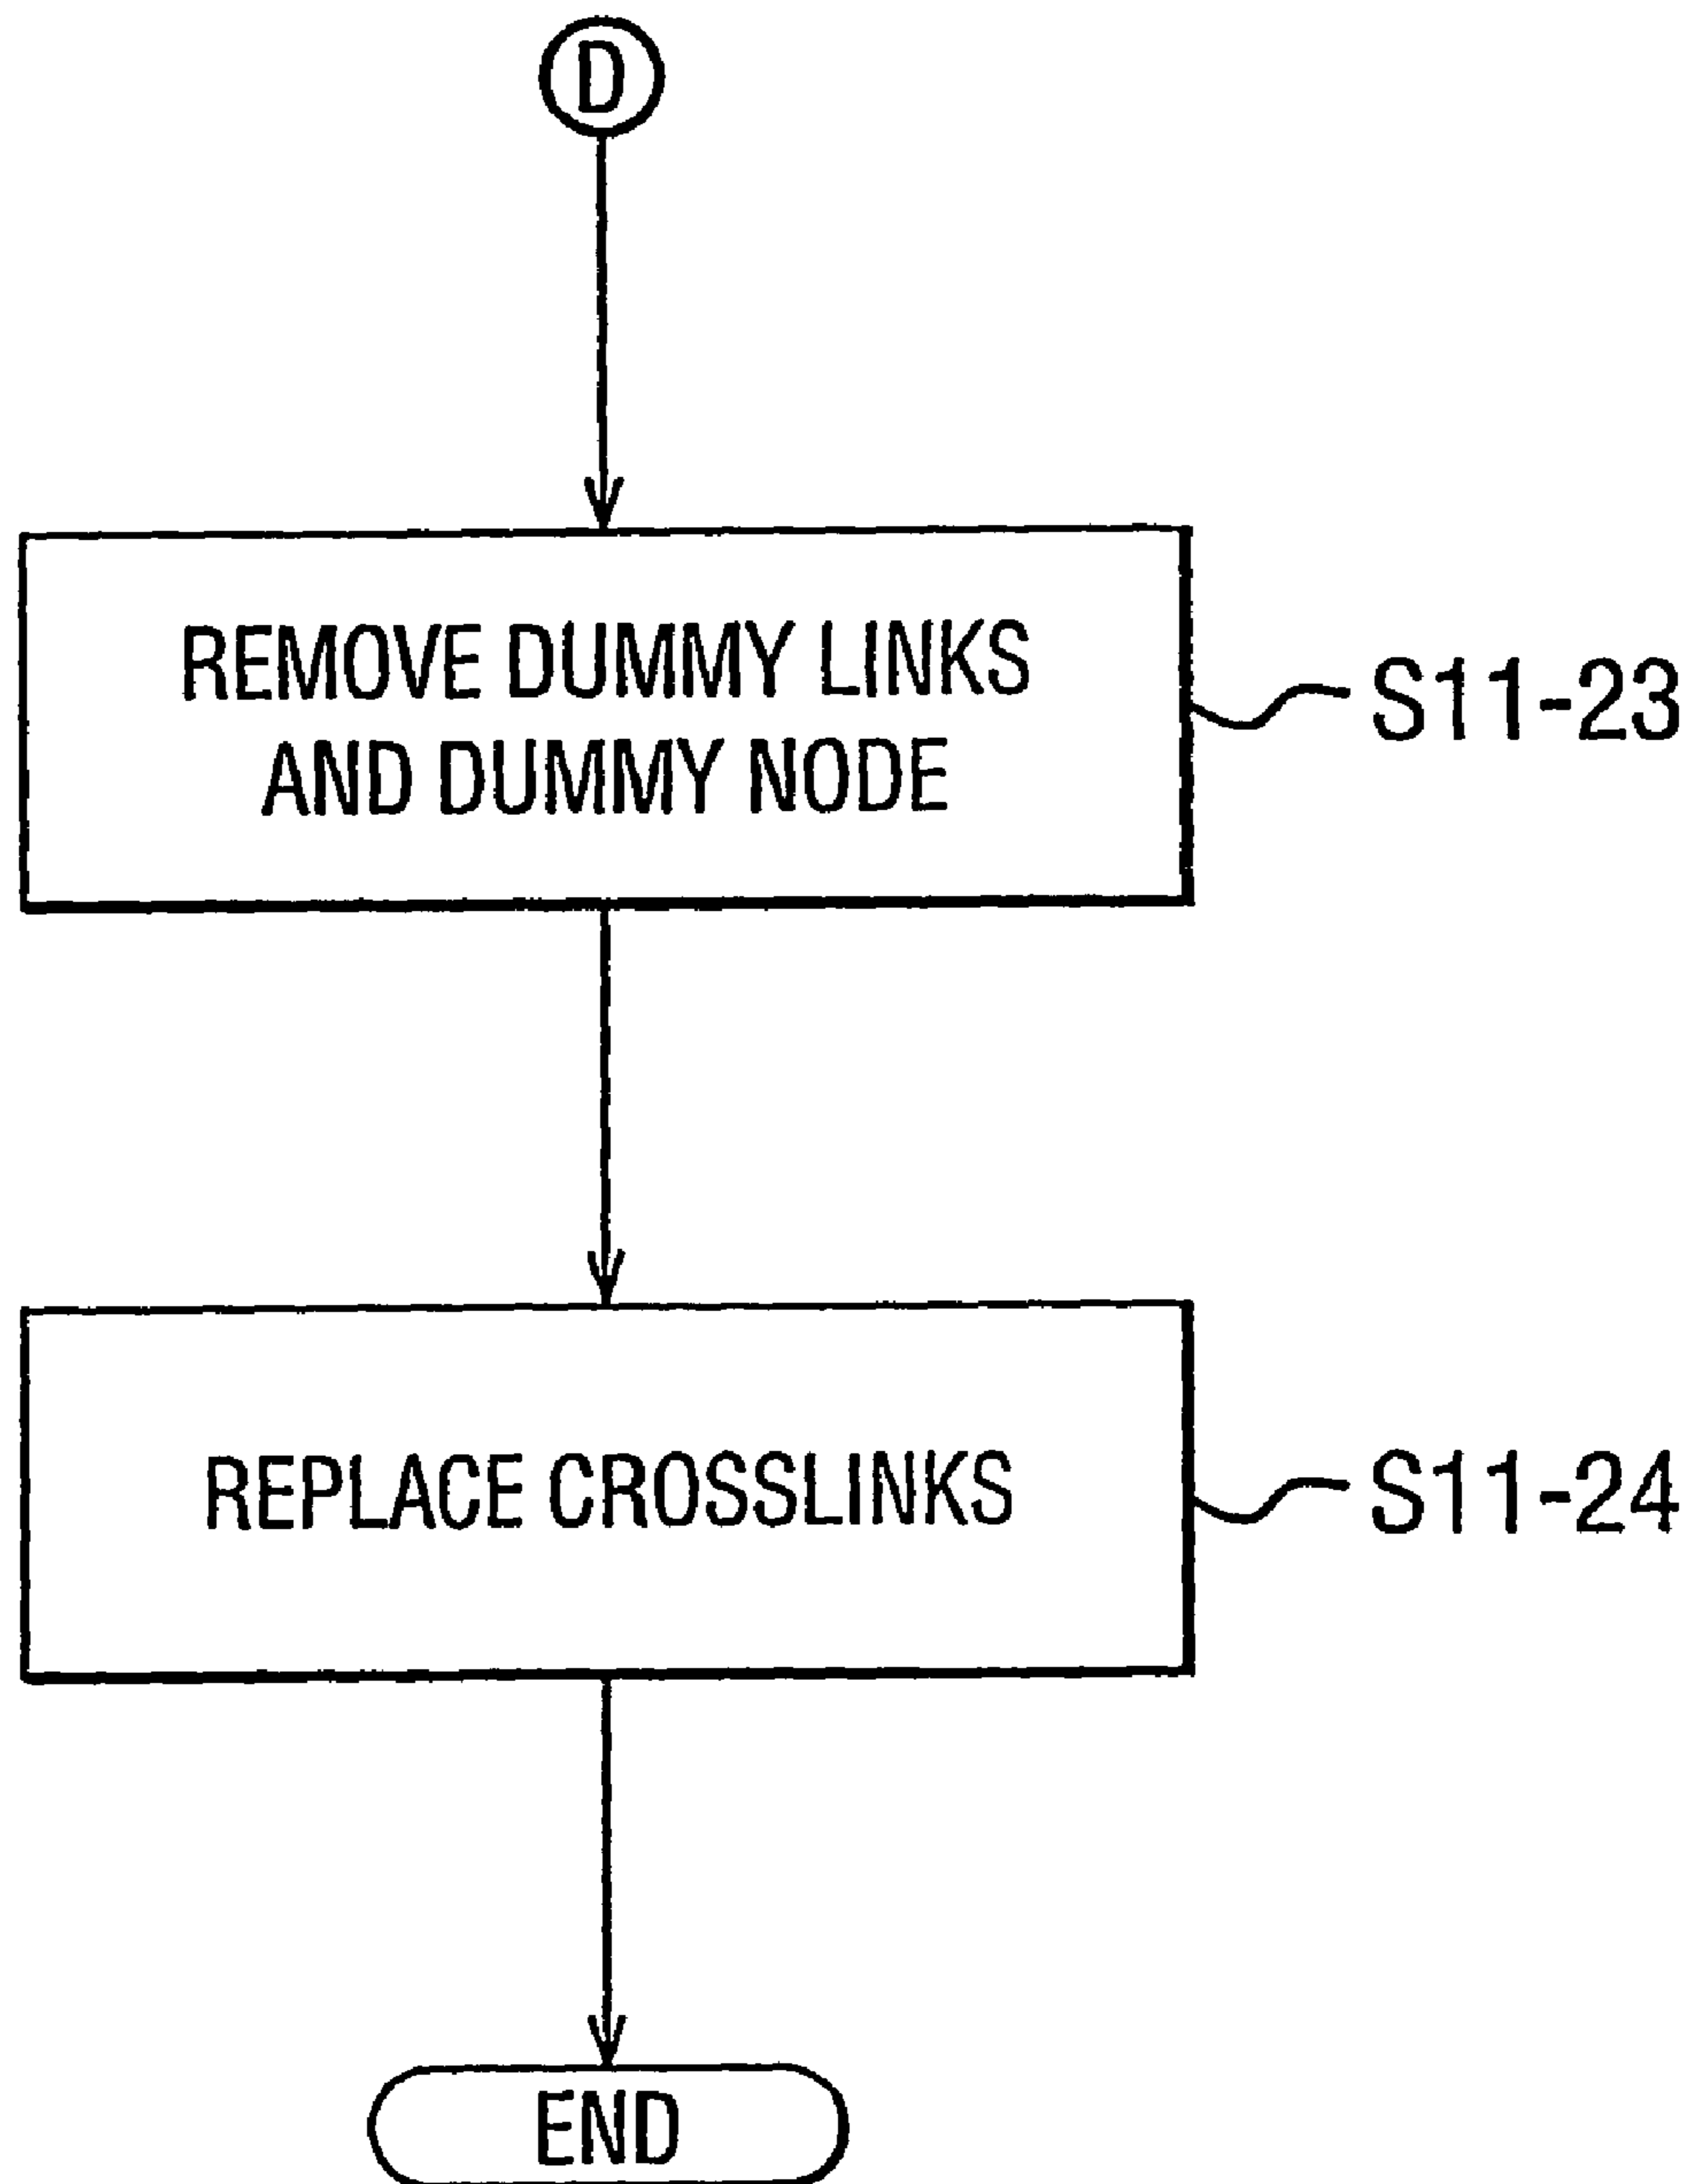 D
REMOVE DUMMY LINKS
AND DUMMY NODE
S11-23
REPLACE CROSSLINKS
S11-24
END